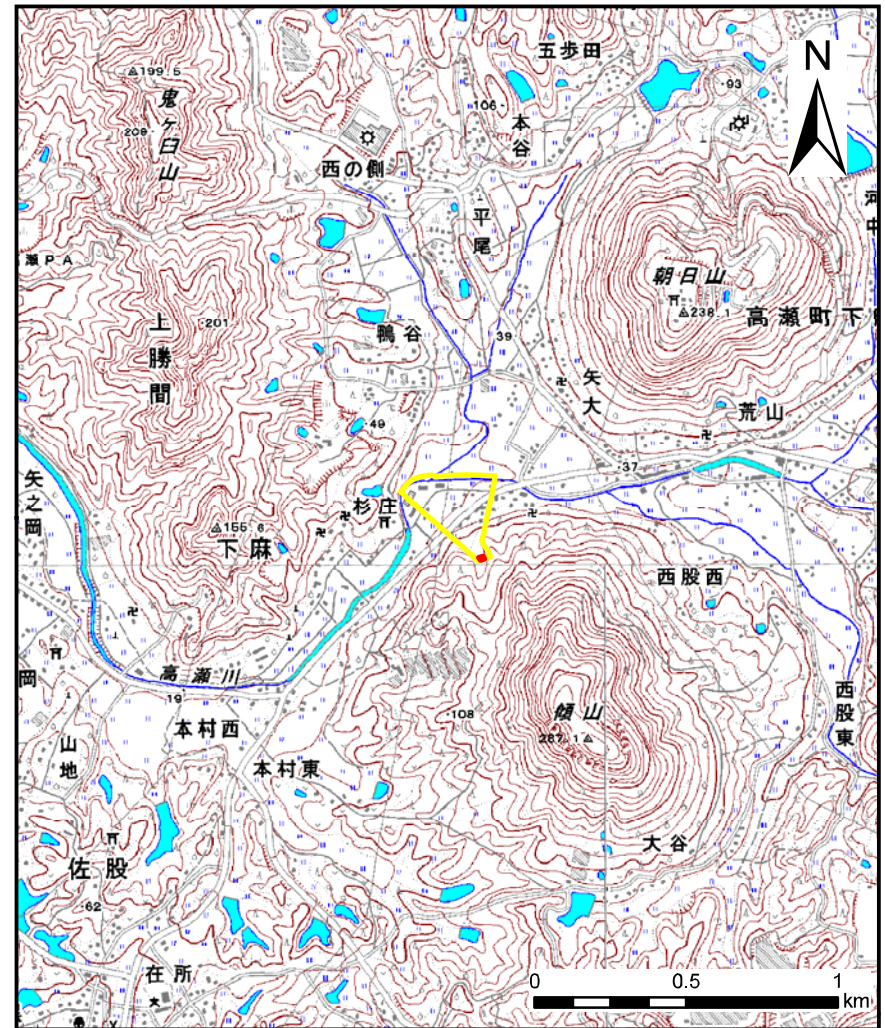 五歩田
N
199.5
・93
鬼ヶ臼山
106・
本谷
209
西の側
平尾
河中
瀬PA
朝日山
238.1
高瀬町下
上勝間
・201
鴨谷
39
矢大
荒山
・49
・37
矢之岡
杉庄
155.6
下麻
西股西
高瀬川
岡
19
傾山
西股東
・108
本村西
287.1
山地
本村東
大谷
佐股
・62
在所
0
0.5
1
km